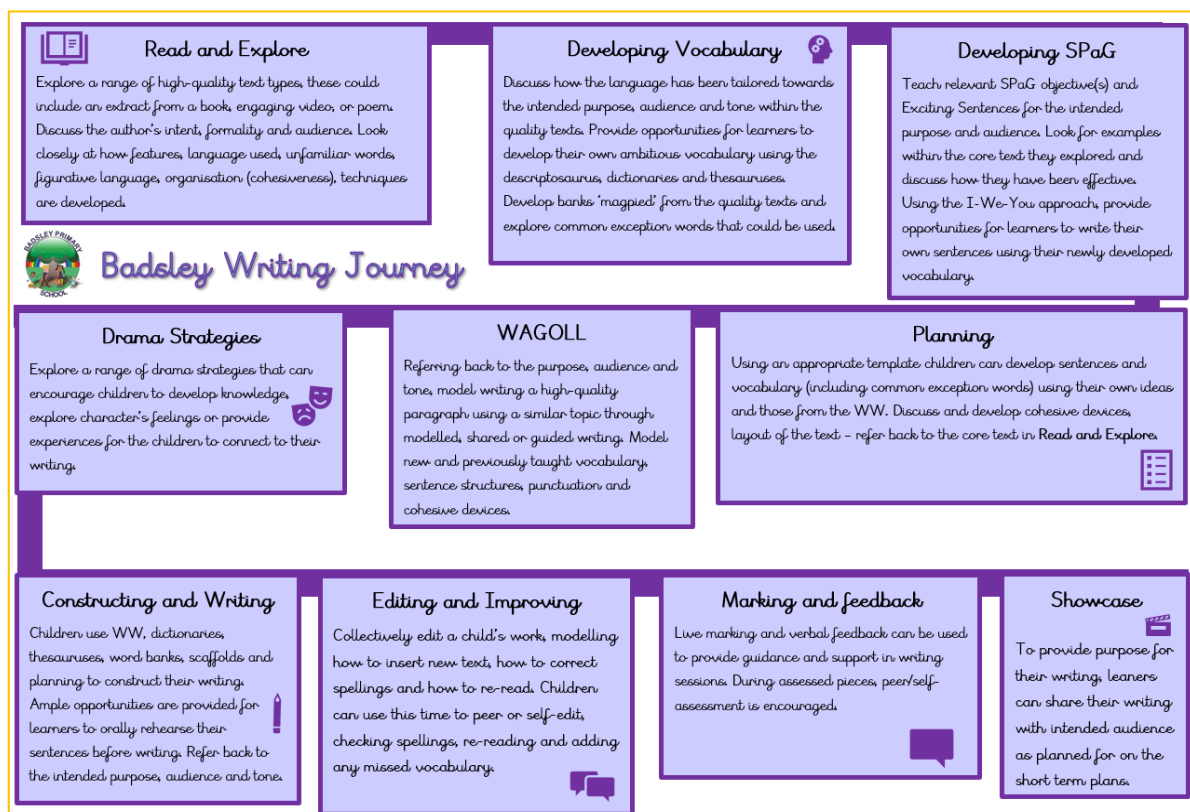 Read and Explore
Explore a range of high-quality text types, these could
include an extract from a book, engaging video, or poem.
Discuss the author's intent, formality and audience. Look
closely at how features, language used, unfamiliar words,
figurative language, organisation (cohesiveness), techniques
are developed.
Developing Vocabulary
Discuss how the language has been tailored towards
the intended purpose, audience and tone within the
quality texts. Provide opportunities for learners to
develop their own ambitious vocabulary using the
descriptosaurus, dictionaries and thesauruses.
Develop banks 'magpied' from the quality texts and
explore common exception words that could be used.
Developing SPaG
Teach relevant SPaG objective(s) and
Exciting Sentences for the intended
purpose and audience. Look for examples
within the core text they explored and
discuss how they have been effective.
Using the I-We-You approach, provide
opportunities for learners to write their
own sentences using their newly developed
vocabulary.
BADSLEY PRIMARY
SCHOOL
Badsley Writing Journey
Drama Strategies
Explore a range of drama strategies that can
encourage children to develop knowledge,
explore character's feelings or provide
experiences for the children to connect to their
writing.
WAGOLL
Referring back to the purpose, audience and
tone, model writing a high-quality
paragraph using a similar topic through
modelled, shared or guided writing. Model
new and previously taught vocabulary,
sentence structures, punctuation and
cohesive devices.
Planning
Using an appropriate template children can develop sentences and
vocabulary (including common exception words) using their own ideas
and those from the WW. Discuss and develop cohesive devices,
layout of the text – refer back to the core text in Read and Explore.
Constructing and Writing
Children use WW, dictionaries,
thesauruses, word banks, scaffolds and
planning to construct their writing.
Ample opportunities are provided for
learners to orally rehearse their
sentences before writing. Refer back to
the intended purpose, audience and tone.
Editing and Improving
Collectively edit a child's work, modelling
how to insert new text, how to correct
spellings and how to re-read. Children
can use this time to peer or self-edit,
checking spellings, re-reading and adding
any missed vocabulary.
Marking and feedback
Live marking and verbal feedback can be used
to provide guidance and support in writing
sessions. During assessed pieces, peer/self-
assessment is encouraged.
Showcase
To provide purpose for
their writing, leaners
can share their writing
with intended audience
as planned for on the
short term plans.